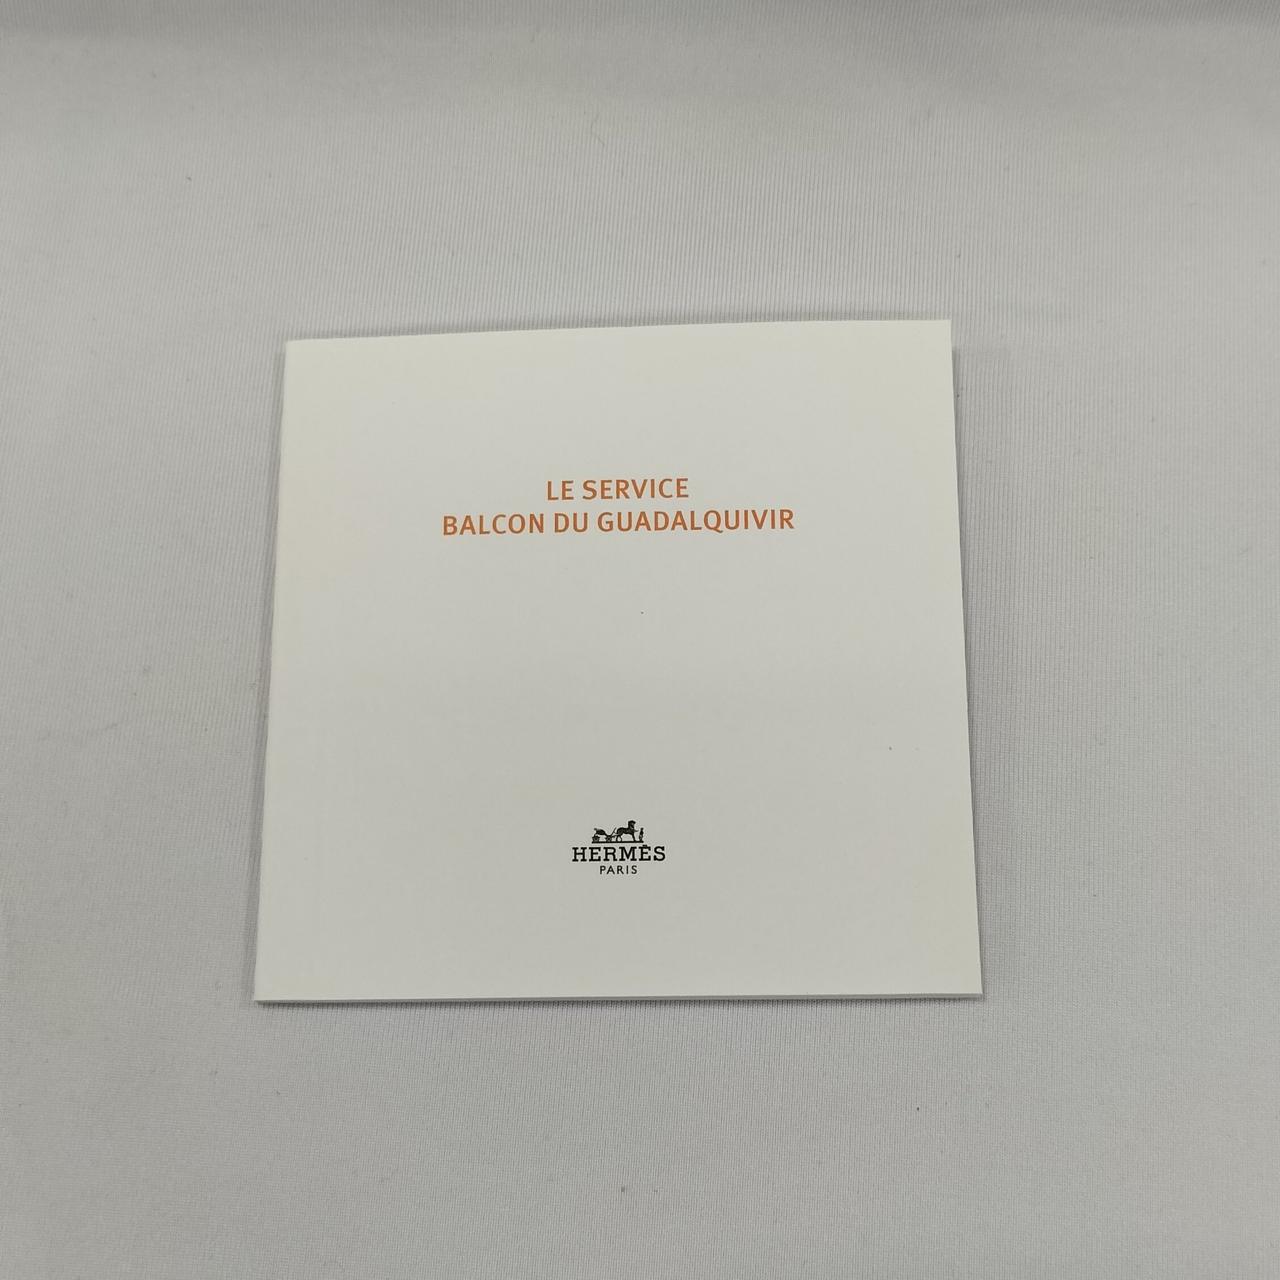 LE SERVICE
BALCON DU GUADALQUIVIR
HERMÈS
PARIS